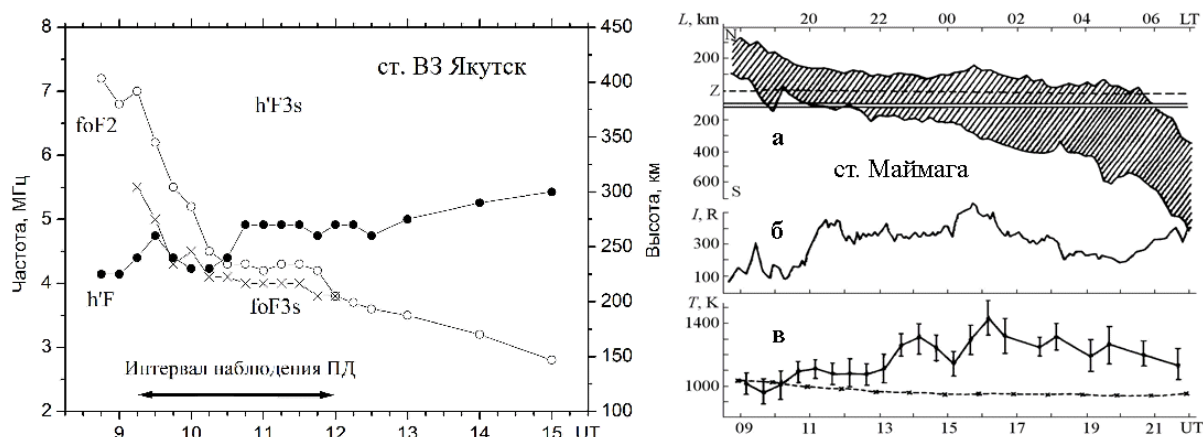 8
7
6
5
4
3
2
Частота, МГц
450
400
350
300
250
200
150
100
Высота, км
ст. ВЗ Якутск
h'F3s
foF2
h'F
foF3s
Интервал наблюдения ПД
9 10 11 12 13 14 15 UT
L, km 20 22 00 02 04 06 LT
N
200
Z
200
400
600
S
а
ст. Маймага
I, R
300
100
б
T, K
1400
1000
в
09 11 13 15 17 19 21 UT